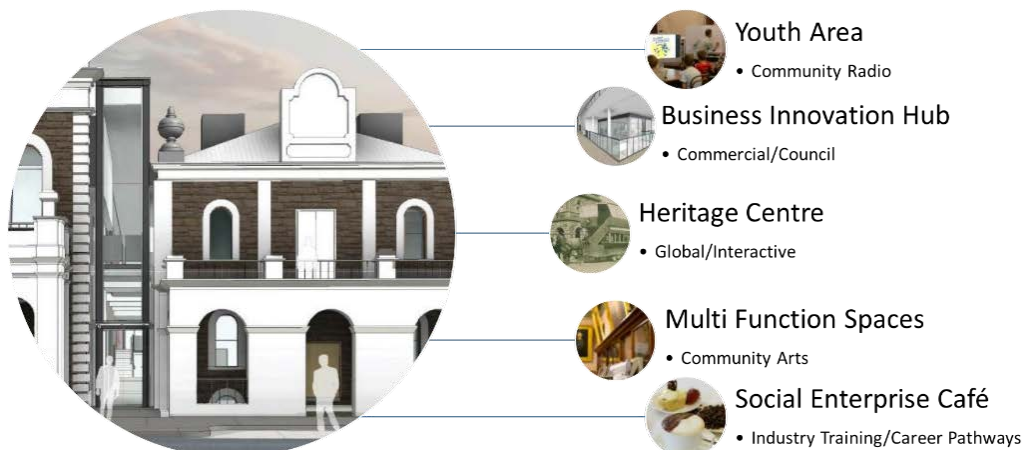 Youth Area
• Community Radio
Business Innovation Hub
• Commercial/Council
Heritage Centre
• Global/Interactive
Multi Function Spaces
• Community Arts
Social Enterprise Café
• Industry Training/Career Pathways